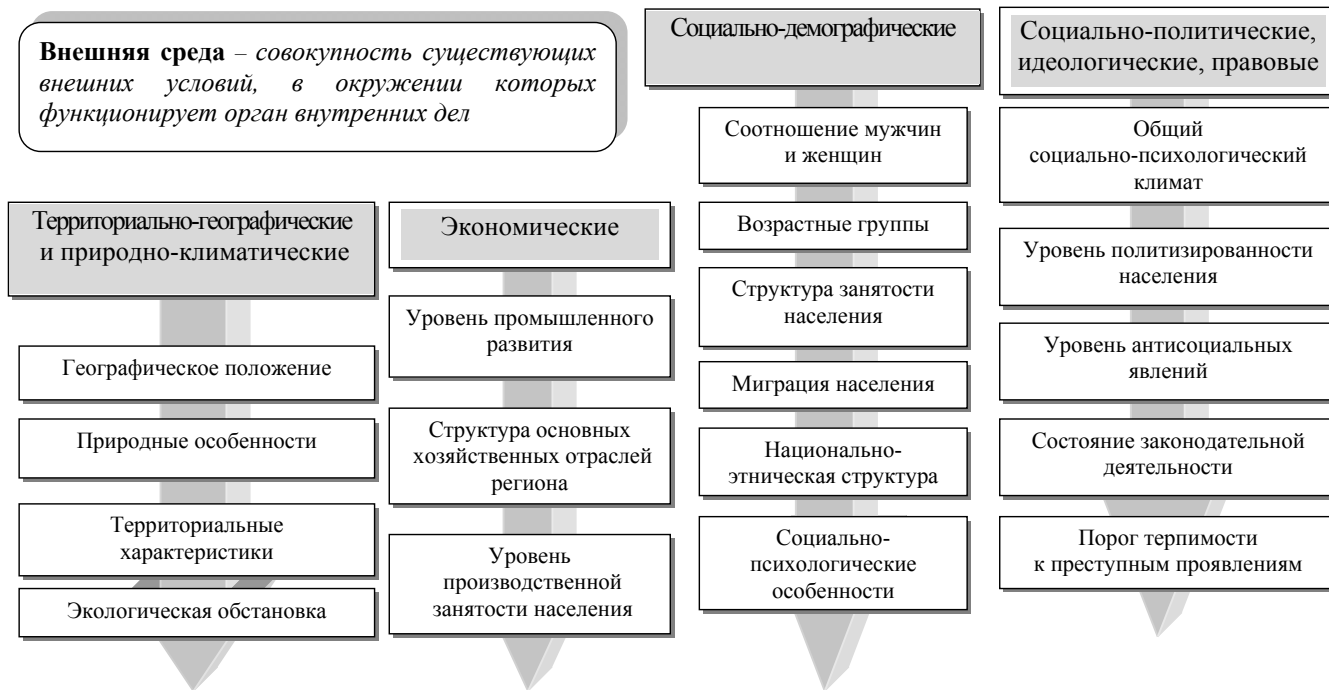 Внешняя среда – совокупность существующих
внешних условий, в окружении которых
функционирует орган внутренних дел
Территориально-географические
и природно-климатические
Географическое положение
Природные особенности
Территориальные
характеристики
Экологическая обстановка
Экономические
Уровень промышленного
развития
Структура основных
хозяйственных отраслей
региона
Уровень
производственной
занятости населения
Социально-демографические
Соотношение мужчин
и женщин
Возрастные группы
Структура занятости
населения
Миграция населения
Национально-
этническая структура
Социально-
психологические
особенности
Социально-политические,
идеологические, правовые
Общий
социально-психологический
климат
Уровень политизированности
населения
Уровень антисоциальных
явлений
Состояние законодательной
деятельности
Порог терпимости
к преступным проявлениям